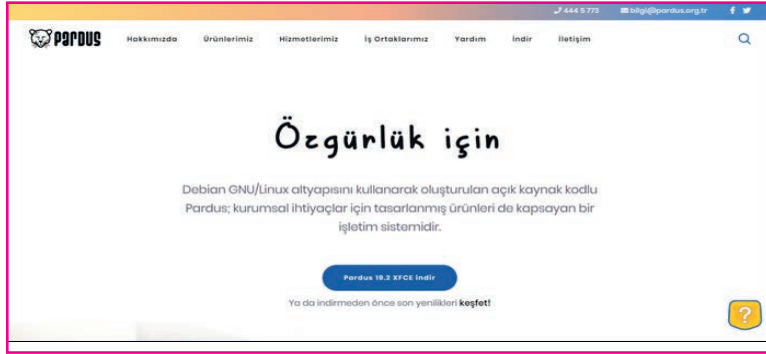 444 5 773 bilgi@pardus.org.tr
PARDUS Hakkımızda Ürünlerimiz Hizmetlerimiz İş Ortaklarımız Yardım İndir İletişim
Özgürlük için
Debian GNU/Linux altyapısını kullanarak oluşturulan açık kaynak kodlu
Pardus; kurumsal ihtiyaçlar için tasarlanmış ürünleri de kapsayan bir
işletim sistemidir.
Pardus 19.2 XFCE İndir
Ya da indirmeden önce son yenilikleri keşfet!
?